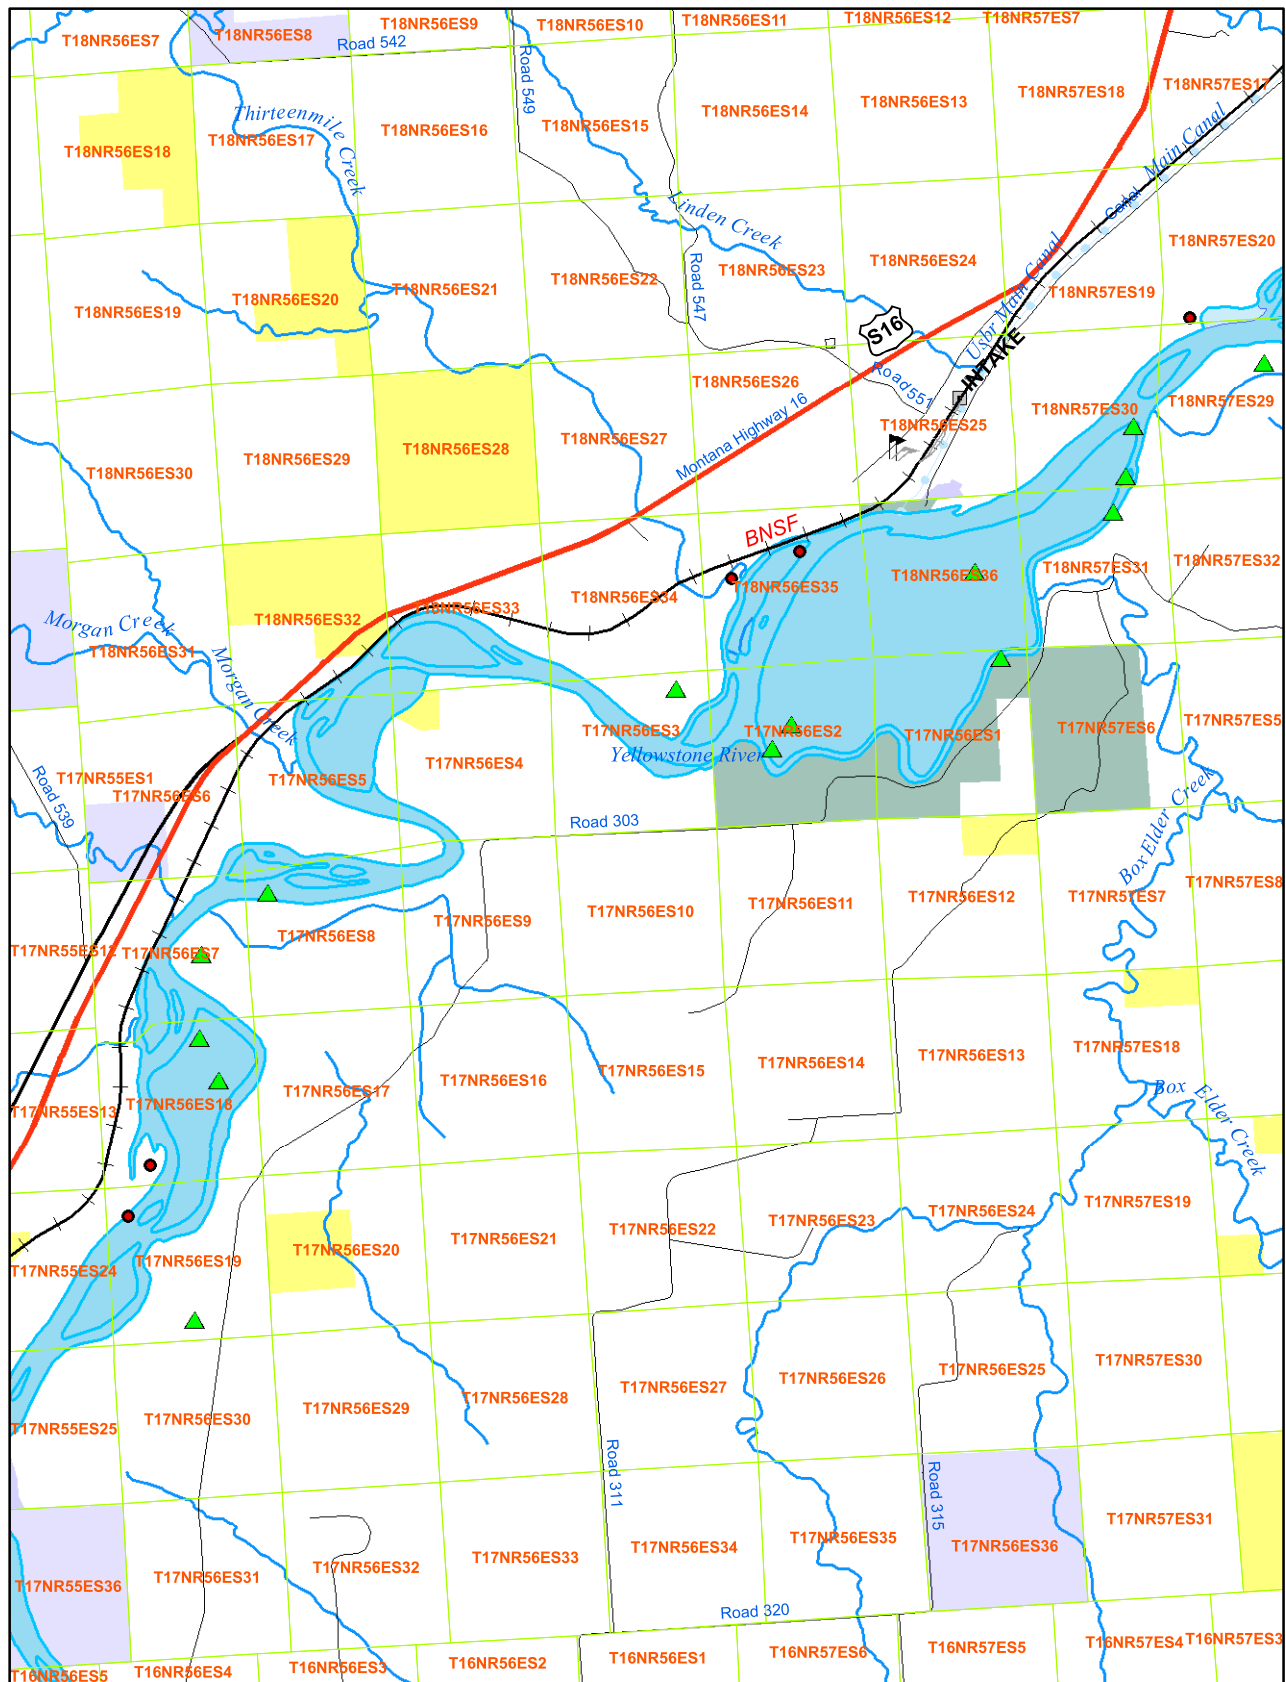 T18NR56ES7
T18NR56ES8
T18NR56ES9
T18NR56ES10
T18NR56ES11
T18NR56ES12
T18NR57ES7
Road 542
Road 549
T18NR56ES18
Thirteenmile Creek
T18NR56ES17
T18NR56ES16
T18NR56ES15
T18NR56ES14
T18NR56ES13
T18NR57ES18
T18NR57ES17
Main Canal
Canal
Linden Creek
T18NR56ES19
T18NR56ES20
T18NR56ES21
T18NR56ES22
Road 547
T18NR56ES23
T18NR56ES24
T18NR57ES19
T18NR57ES20
Usbr Main Canal
S16
INTAKE
Road 551
T18NR56ES30
T18NR56ES29
T18NR56ES28
T18NR56ES27
T18NR56ES26
T18NR56ES25
T18NR57ES30
T18NR57ES29
Montana Highway 16
BNSF
T18NR56ES31
T18NR56ES32
T18NR56ES33
T18NR56ES34
T18NR56ES35
T18NR56ES36
T18NR57ES31
T18NR57ES32
Morgan Creek
Morgan Creek
T17NR55ES1
T17NR56ES6
T17NR56ES5
T17NR56ES4
T17NR56ES3
T17NR56ES2
T17NR56ES1
T17NR57ES6
T17NR57ES5
Yellowstone River
Road 539
Road 303
Box Elder Creek
T17NR55ES12
T17NR56ES7
T17NR56ES8
T17NR56ES9
T17NR56ES10
T17NR56ES11
T17NR56ES12
T17NR57ES7
T17NR57ES8
T17NR55ES13
T17NR56ES18
T17NR56ES17
T17NR56ES16
T17NR56ES15
T17NR56ES14
T17NR56ES13
T17NR57ES18
Box Elder Creek
T17NR55ES24
T17NR56ES19
T17NR56ES20
T17NR56ES21
T17NR56ES22
T17NR56ES23
T17NR56ES24
T17NR57ES19
T17NR55ES25
T17NR56ES30
T17NR56ES29
T17NR56ES28
T17NR56ES27
T17NR56ES26
T17NR56ES25
T17NR57ES30
Road 311
Road 315
T17NR55ES36
T17NR56ES31
T17NR56ES32
T17NR56ES33
T17NR56ES34
T17NR56ES35
T17NR56ES36
T17NR57ES31
Road 320
T16NR56ES5
T16NR56ES4
T16NR56ES3
T16NR56ES2
T16NR56ES1
T16NR57ES6
T16NR57ES5
T16NR57ES4
T16NR57ES3